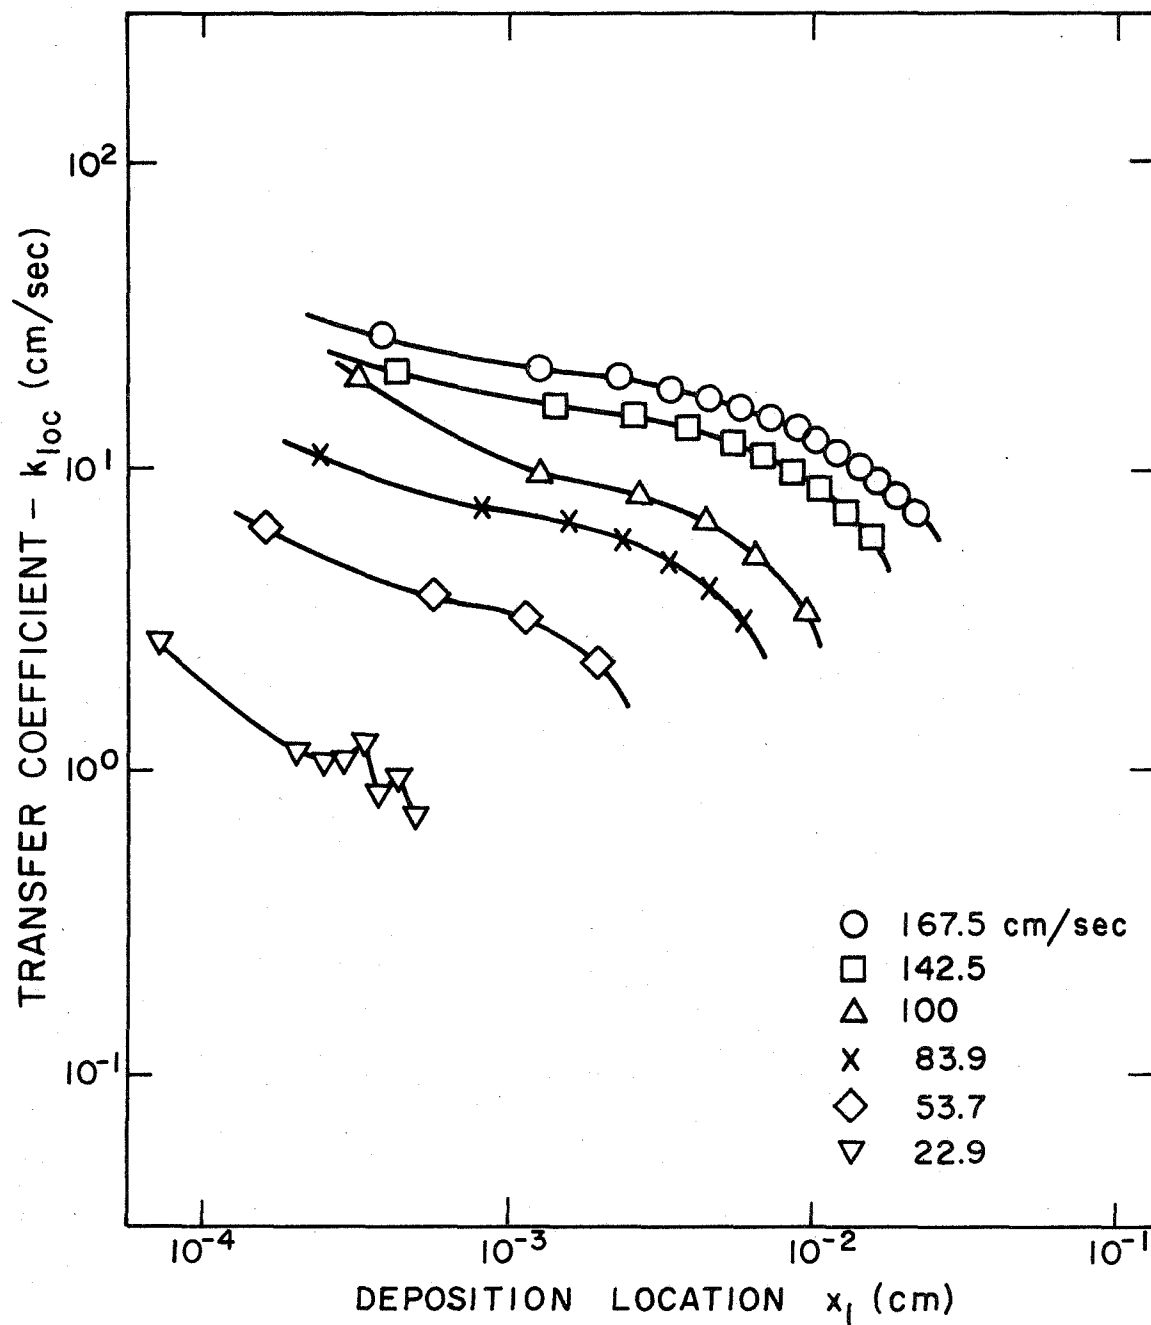 TRANSFER COEFFICIENT – k_loc (cm/sec)
10^2
10^1
10^0
10^-1
○ 167.5 cm/sec
□ 142.5
△ 100
× 83.9
◇ 53.7
▽ 22.9
10^-4 10^-3 10^-2 10^-1
DEPOSITION LOCATION x_l (cm)